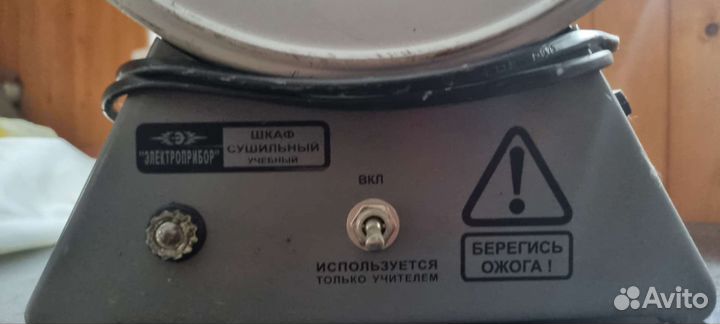 -Э-
"ЭЛЕКТРОПРИБОР"
ШКАФ
СУШИЛЬНЫЙ
УЧЕБНЫЙ
ВКЛ
ИСПОЛЬЗУЕТСЯ
ТОЛЬКО УЧИТЕЛЕМ
!
БЕРЕГИСЬ
ОЖОГА !
Avito